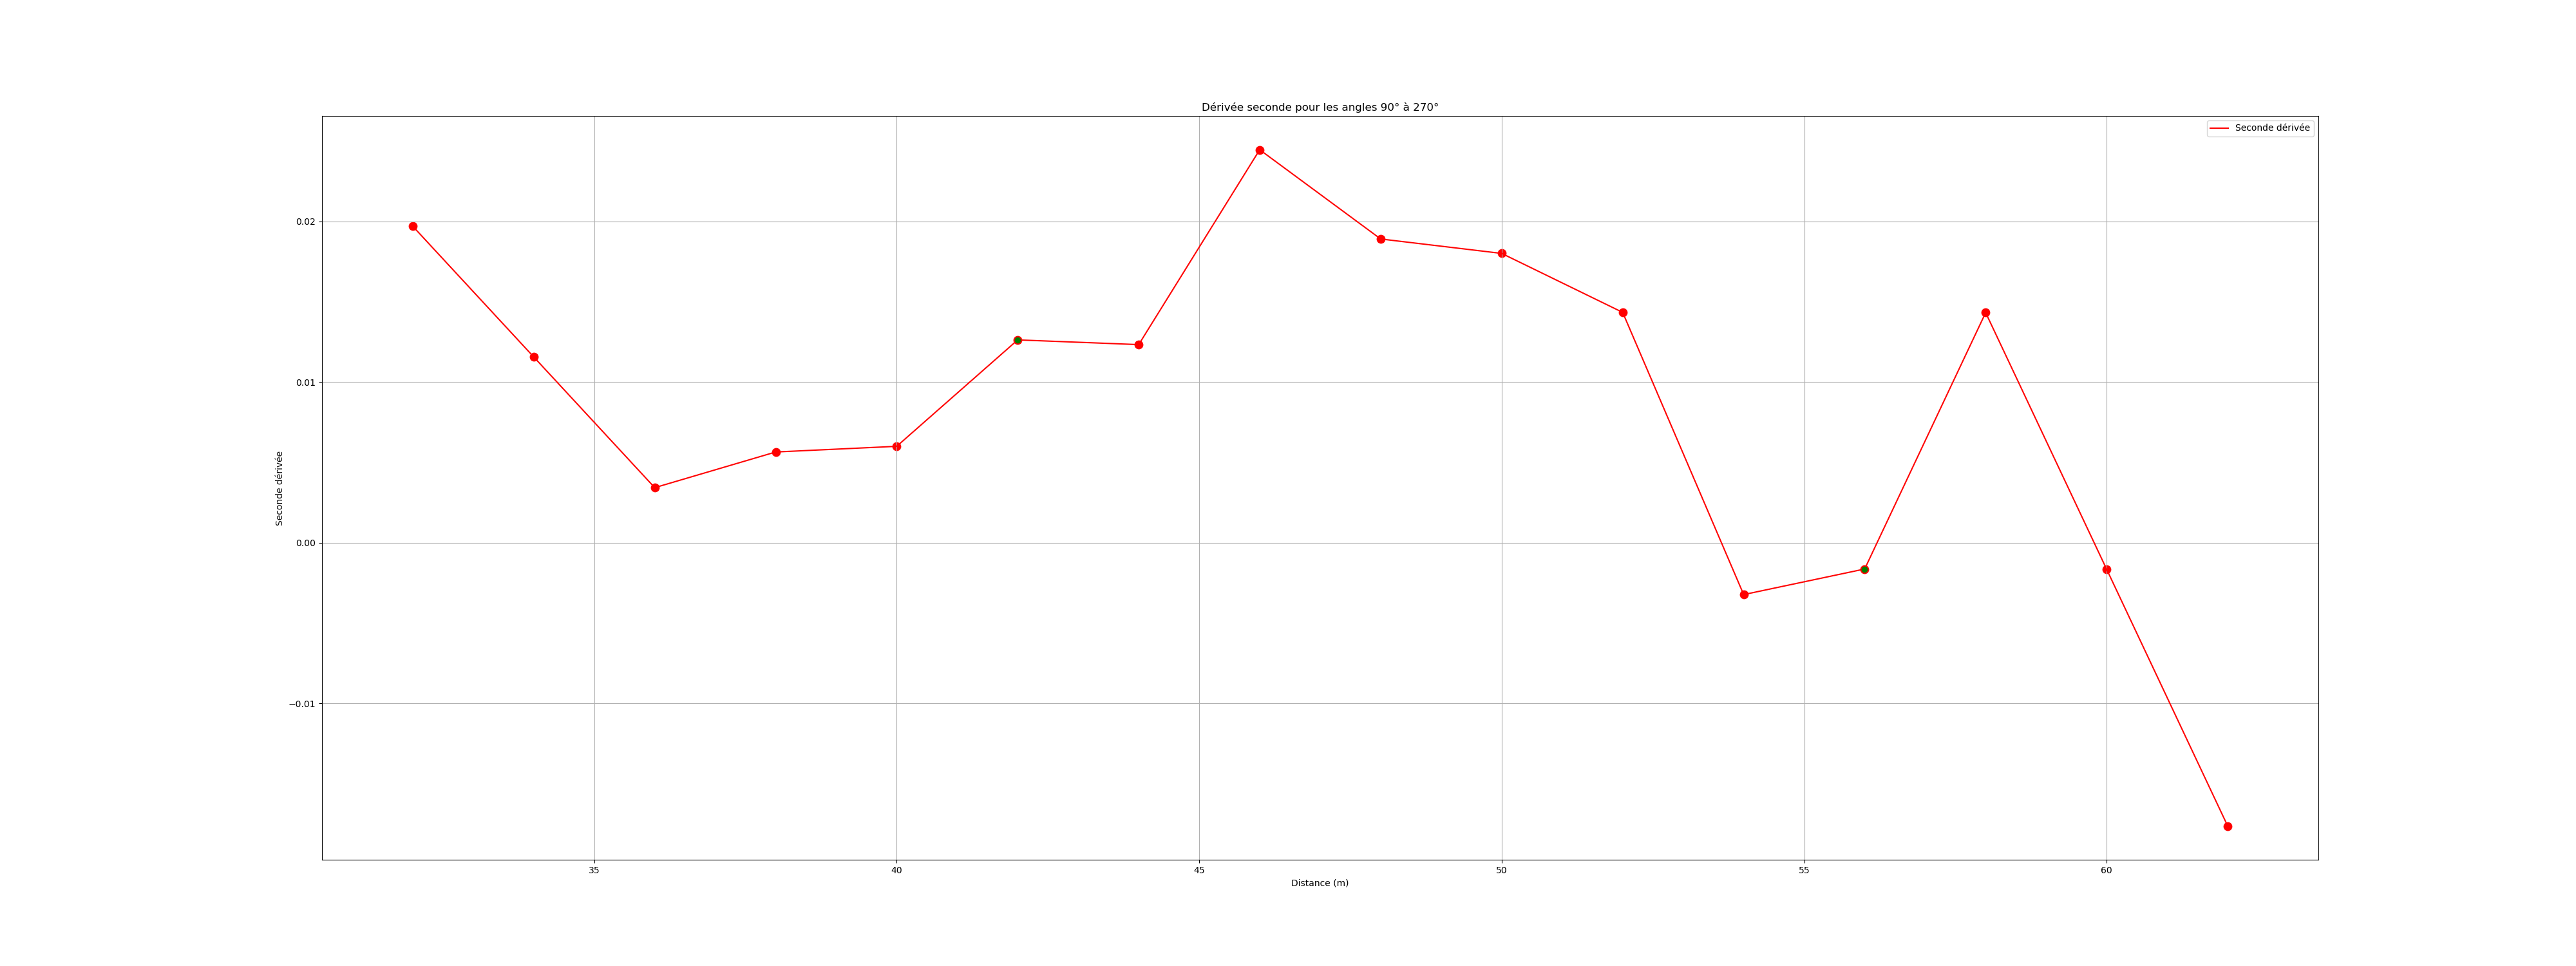 Dérivée seconde pour les angles 90° à 270°
Seconde dérivée
0.02
0.01
0.00
−0.01
Seconde dérivée
35
40
45
50
55
60
Distance (m)